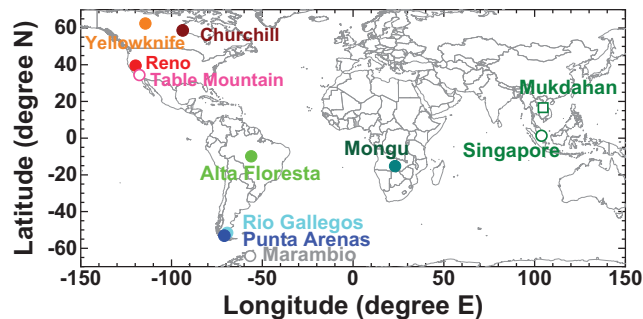 60
40
20
0
-20
-40
-60
Latitude (degree N)
Yellowknife
Churchill
Reno
Table Mountain
Mukdahan
Mongu
Singapore
Alta Floresta
Rio Gallegos
Punta Arenas
Marambio
-150 -100 -50 0 50 100 150
Longitude (degree E)